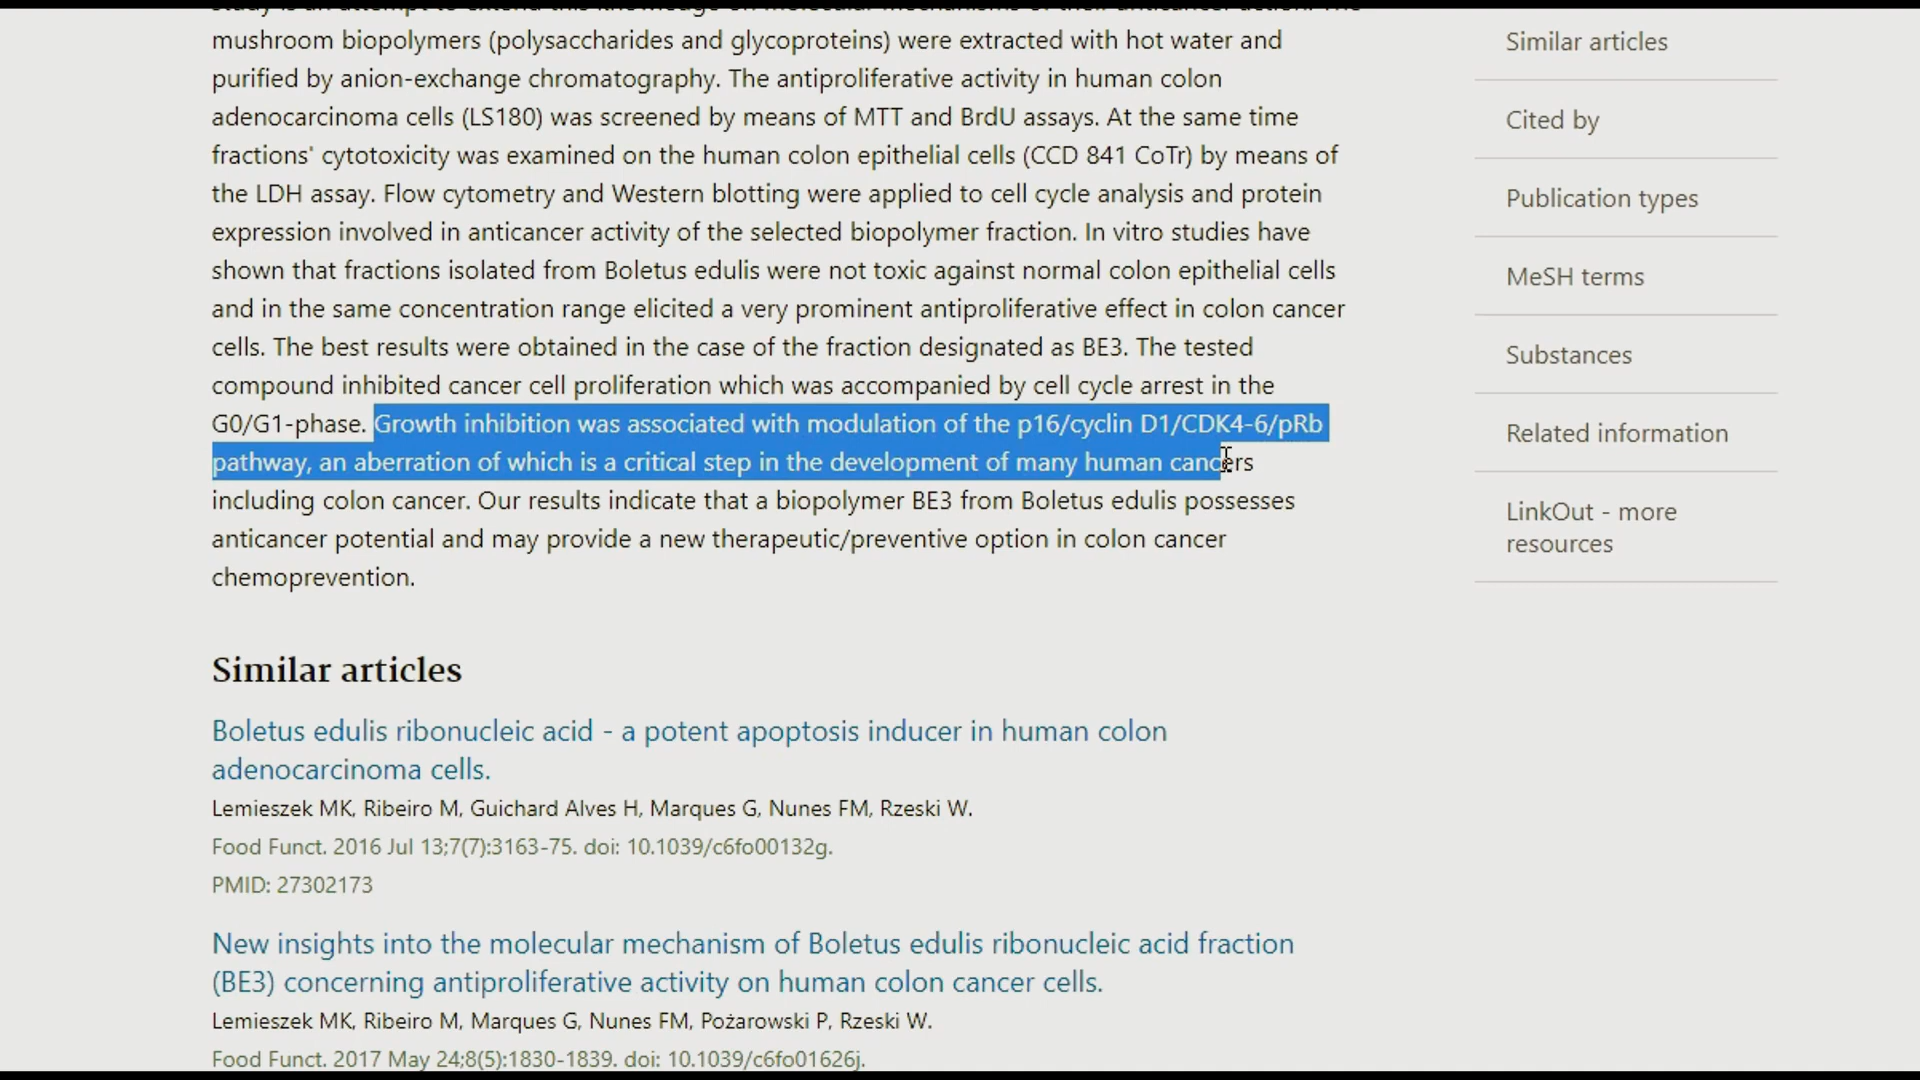 mushroom biopolymers (polysaccharides and glycoproteins) were extracted with hot water and
purified by anion-exchange chromatography. The antiproliferative activity in human colon
adenocarcinoma cells (LS180) was screened by means of MTT and BrdU assays. At the same time
fractions' cytotoxicity was examined on the human colon epithelial cells (CCD 841 CoTr) by means of
the LDH assay. Flow cytometry and Western blotting were applied to cell cycle analysis and protein
expression involved in anticancer activity of the selected biopolymer fraction. In vitro studies have
shown that fractions isolated from Boletus edulis were not toxic against normal colon epithelial cells
and in the same concentration range elicited a very prominent antiproliferative effect in colon cancer
cells. The best results were obtained in the case of the fraction designated as BE3. The tested
compound inhibited cancer cell proliferation which was accompanied by cell cycle arrest in the
G0/G1-phase. Growth inhibition was associated with modulation of the p16/cyclin D1/CDK4-6/pRb
pathway, an aberration of which is a critical step in the development of many human cancers
including colon cancer. Our results indicate that a biopolymer BE3 from Boletus edulis possesses
anticancer potential and may provide a new therapeutic/preventive option in colon cancer
chemoprevention.
Similar articles
Boletus edulis ribonucleic acid - a potent apoptosis inducer in human colon
adenocarcinoma cells.
Lemieszek MK, Ribeiro M, Guichard Alves H, Marques G, Nunes FM, Rzeski W.
Food Funct. 2016 Jul 13;7(7):3163-75. doi: 10.1039/c6fo00132g.
PMID: 27302173
New insights into the molecular mechanism of Boletus edulis ribonucleic acid fraction
(BE3) concerning antiproliferative activity on human colon cancer cells.
Lemieszek MK, Ribeiro M, Marques G, Nunes FM, Pożarowski P, Rzeski W.
Food Funct. 2017 May 24;8(5):1830-1839. doi: 10.1039/c6fo01626j.
Similar articles
Cited by
Publication types
MeSH terms
Substances
Related information
LinkOut - more
resources